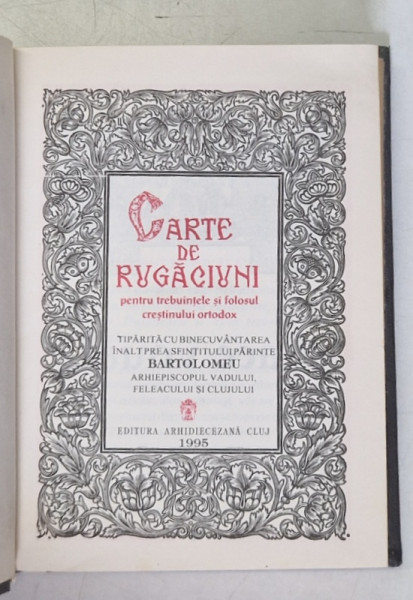 CARTE
DE
RUGĂCIUNI
pentru trebuințele și folosul
creștinului ortodox
TIPĂRITĂ CU BINECUVÂNTAREA
ÎNALT PREA SFINȚITULUI PĂRINTE
BARTOLOMEU
ARHIEPISCOPUL VADULUI,
FELEACULUI ȘI CLUJULUI
EDITURA ARHIDIECEZANĂ CLUJ
1995